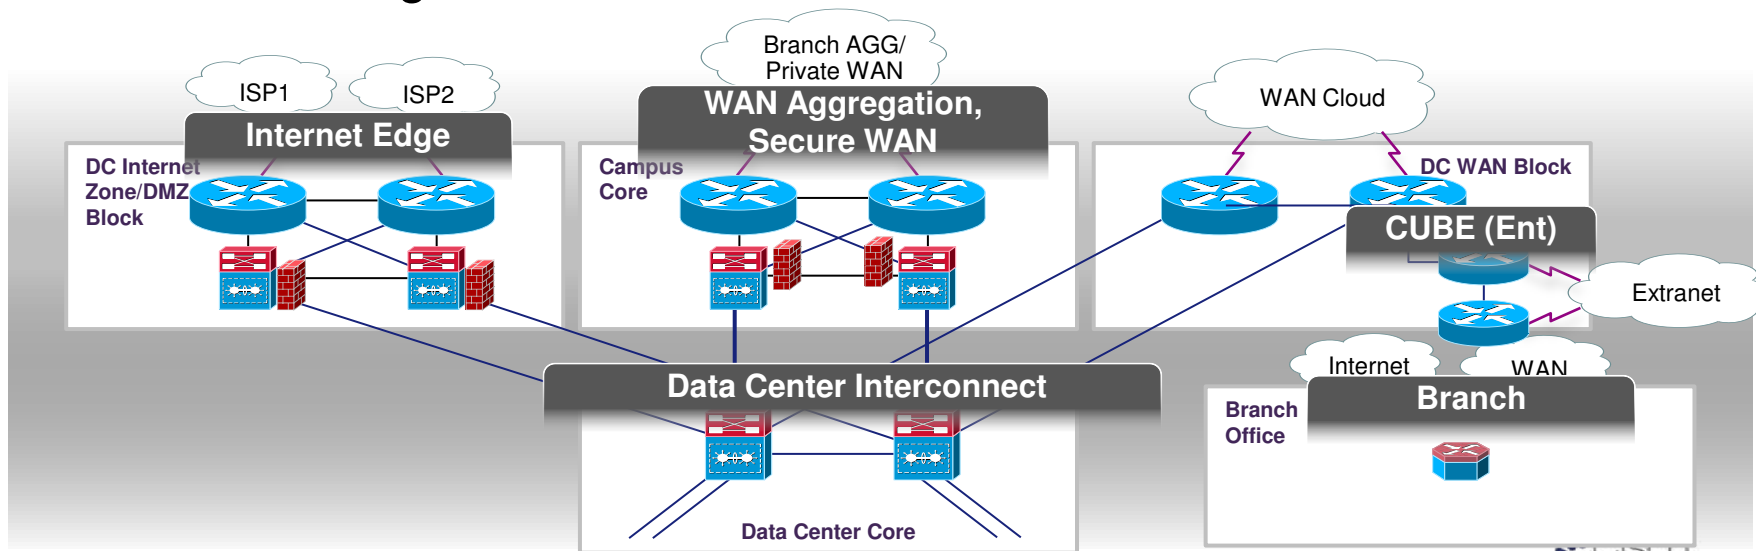 ISP1
ISP2
Internet Edge
DC Internet
Zone/DMZ
Block
Branch AGG/
Private WAN
WAN Aggregation,
Secure WAN
Campus
Core
WAN Cloud
DC WAN Block
CUBE (Ent)
Extranet
Data Center Interconnect
Data Center Core
Internet
WAN
Branch
Branch
Office